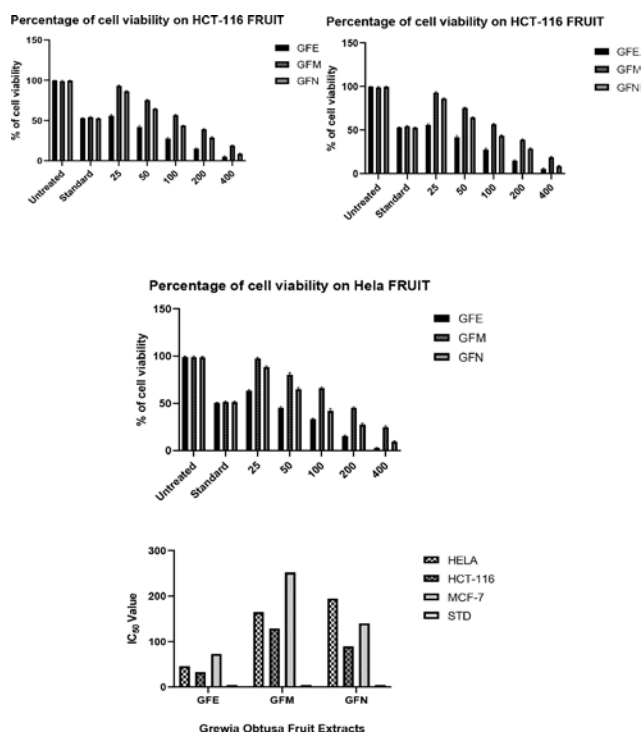 Percentage of cell viability on HCT-116 FRUIT
% of cell viability
150
100
50
0
Untreated
Standard
25
50
100
200
400
GFE
GFM
GFN
Percentage of cell viability on HCT-116 FRUIT
% of cell viability
150
100
50
0
Untreated
Standard
25
50
100
200
400
GFE
GFM
GFN
Percentage of cell viability on Hela FRUIT
% of cell viability
150
100
50
0
Untreated
Standard
25
50
100
200
400
GFE
GFM
GFN
IC50 Value
300
200
100
0
GFE
GFM
GFN
Grewia Obtusa Fruit Extracts
HELA
HCT-116
MCF-7
STD